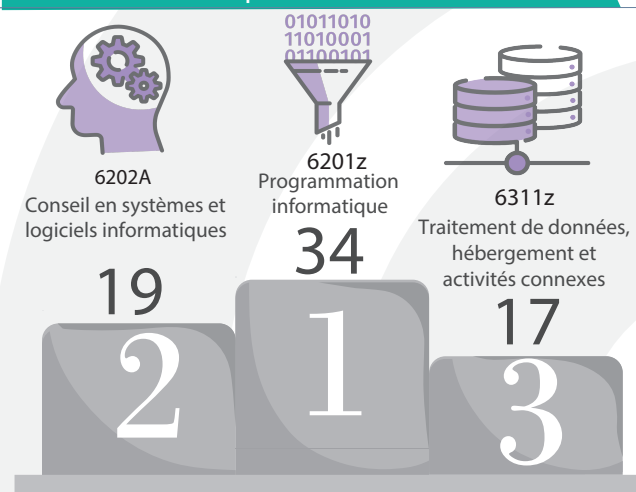 01011010
11010001
01100101
6202A
Conseil en systèmes et
logiciels informatiques
19
6201z
Programmation
informatique
34
6311z
Traitement de données,
hébergement et
activités connexes
17
2
1
3